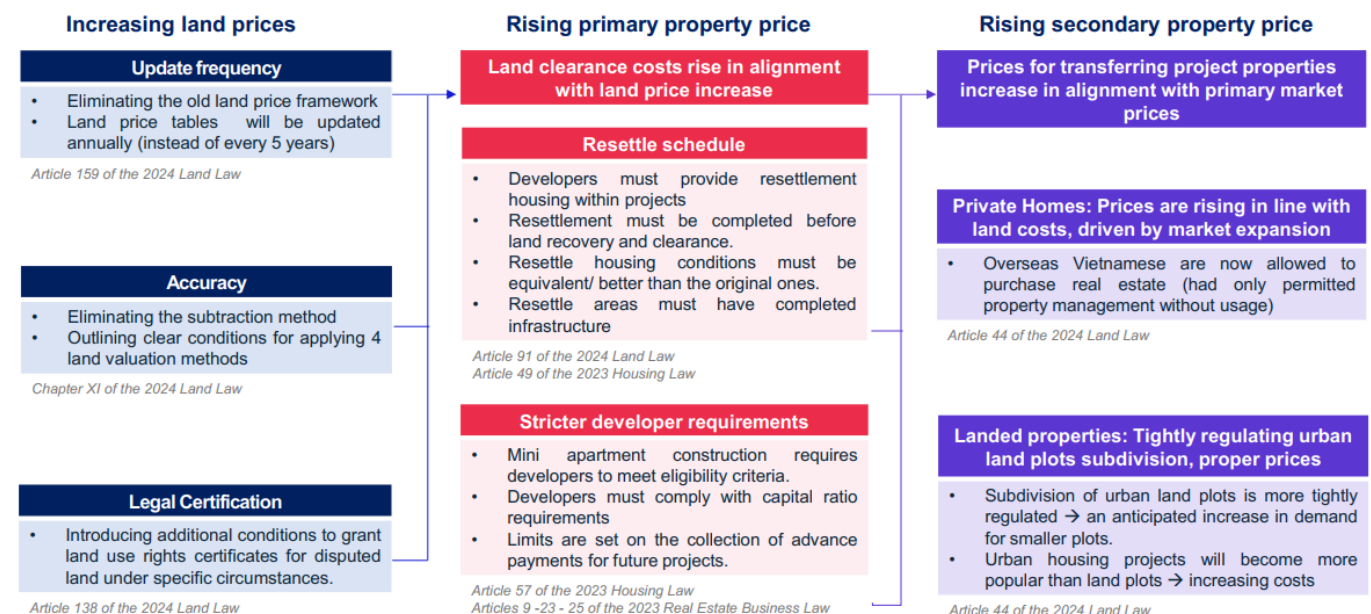 Increasing land prices
Update frequency
• Eliminating the old land price framework
• Land price tables will be updated
annually (instead of every 5 years)
Article 159 of the 2024 Land Law
Accuracy
• Eliminating the subtraction method
• Outlining clear conditions for applying 4
land valuation methods
Chapter XI of the 2024 Land Law
Legal Certification
• Introducing additional conditions to grant
land use rights certificates for disputed
land under specific circumstances.
Article 138 of the 2024 Land Law
Rising primary property price
Land clearance costs rise in alignment
with land price increase
Resettle schedule
• Developers must provide resettlement
housing within projects
• Resettlement must be completed before
land recovery and clearance.
• Resettle housing conditions must be
equivalent/ better than the original ones.
• Resettle areas must have completed
infrastructure
Article 91 of the 2024 Land Law
Article 49 of the 2023 Housing Law
Stricter developer requirements
• Mini apartment construction requires
developers to meet eligibility criteria.
• Developers must comply with capital ratio
requirements
• Limits are set on the collection of advance
payments for future projects.
Article 57 of the 2023 Housing Law
Articles 9 -23 - 25 of the 2023 Real Estate Business Law
Rising secondary property price
Prices for transferring project properties
increase in alignment with primary market
prices
Private Homes: Prices are rising in line with
land costs, driven by market expansion
• Overseas Vietnamese are now allowed to
purchase real estate (had only permitted
property management without usage)
Article 44 of the 2024 Land Law
Landed properties: Tightly regulating urban
land plots subdivision, proper prices
• Subdivision of urban land plots is more tightly
regulated → an anticipated increase in demand
for smaller plots.
• Urban housing projects will become more
popular than land plots → increasing costs
Article 44 of the 2024 Land Law